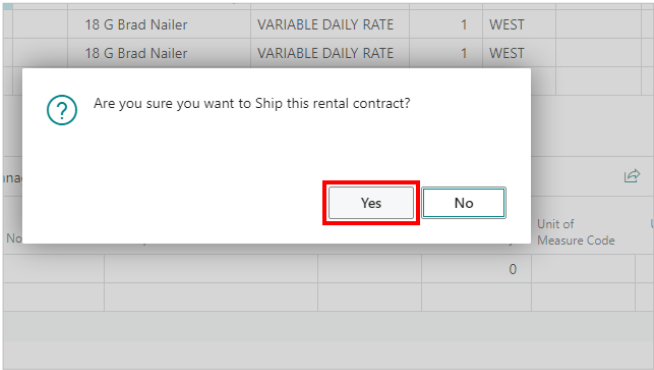 18 G Brad Nailer VARIABLE DAILY RATE 1 WEST
18 G Brad Nailer VARIABLE DAILY RATE 1 WEST
? Are you sure you want to Ship this rental contract?
Yes No
Unit of
No Measure Code
0